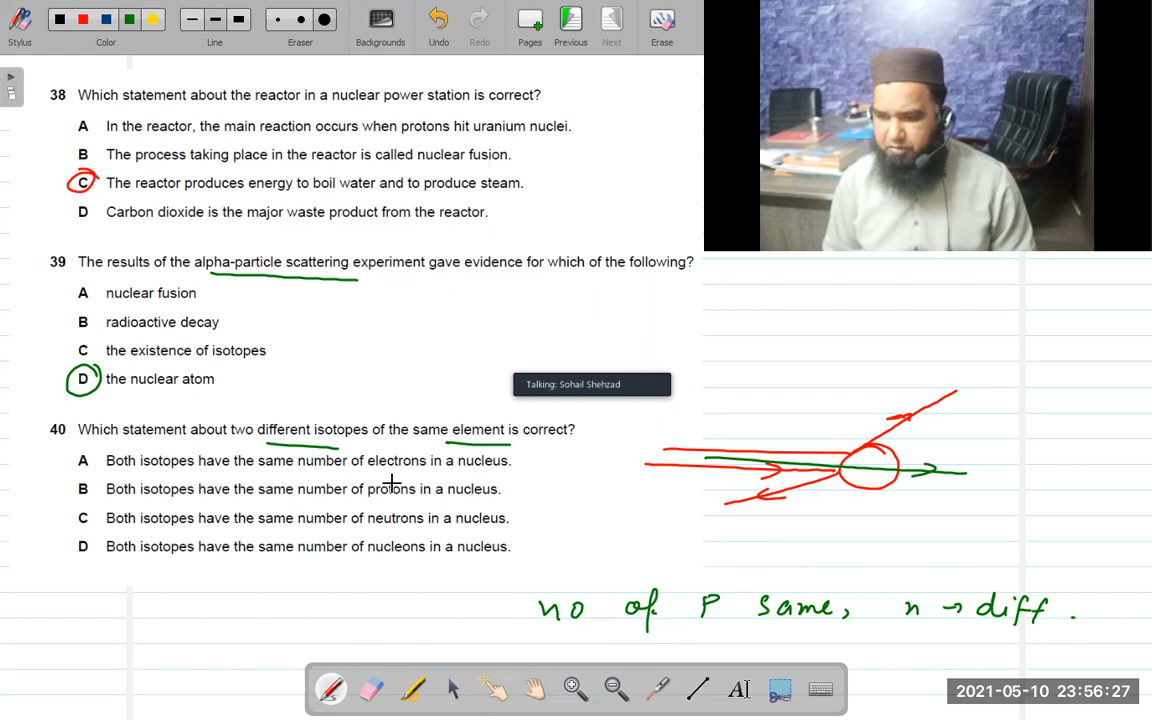 Stylus Color Line Eraser Backgrounds Undo Redo Pages Previous Next Erase
38 Which statement about the reactor in a nuclear power station is correct?
A In the reactor, the main reaction occurs when protons hit uranium nuclei.
B The process taking place in the reactor is called nuclear fusion.
C The reactor produces energy to boil water and to produce steam.
D Carbon dioxide is the major waste product from the reactor.
39 The results of the alpha-particle scattering experiment gave evidence for which of the following?
A nuclear fusion
B radioactive decay
C the existence of isotopes
D the nuclear atom
Talking: Sohail Shehzad
40 Which statement about two different isotopes of the same element is correct?
A Both isotopes have the same number of electrons in a nucleus.
B Both isotopes have the same number of protons in a nucleus.
C Both isotopes have the same number of neutrons in a nucleus.
D Both isotopes have the same number of nucleons in a nucleus.
no of P same, n → diff.
2021-05-10 23:56:27